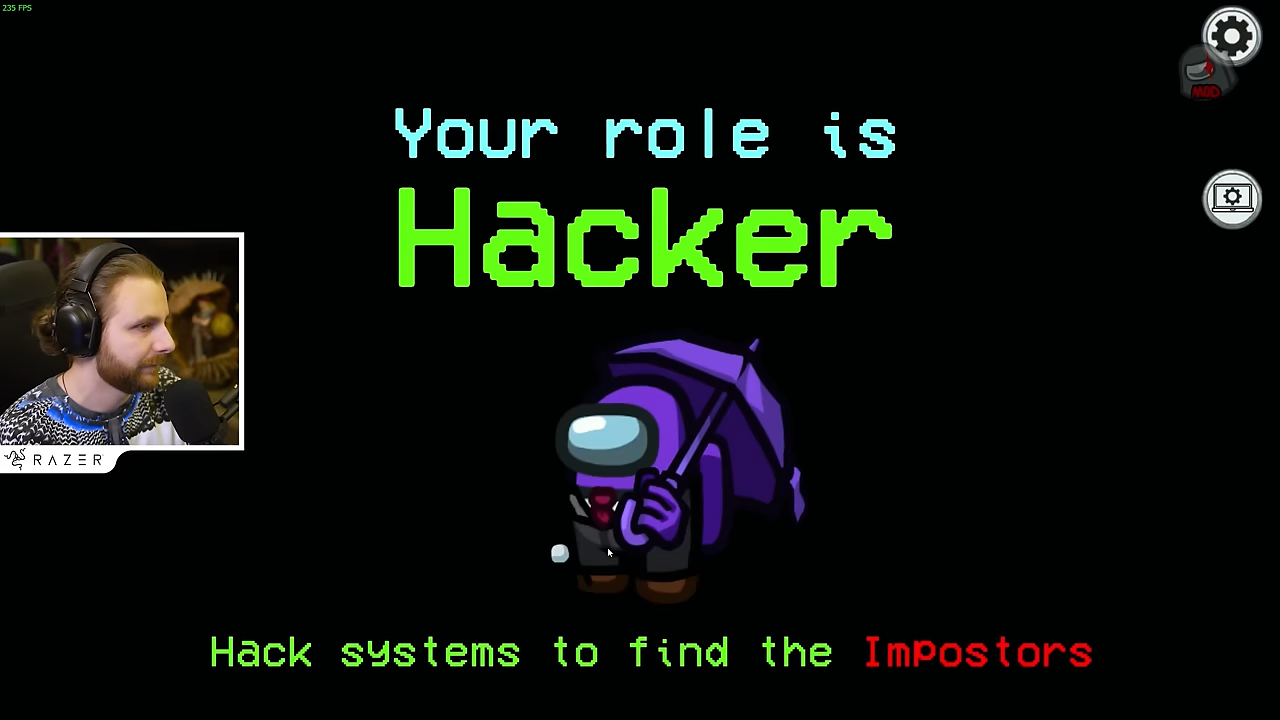 235 FPS
MOD
Your role is
Hacker
RAZER
Hack systems to find the Impostors